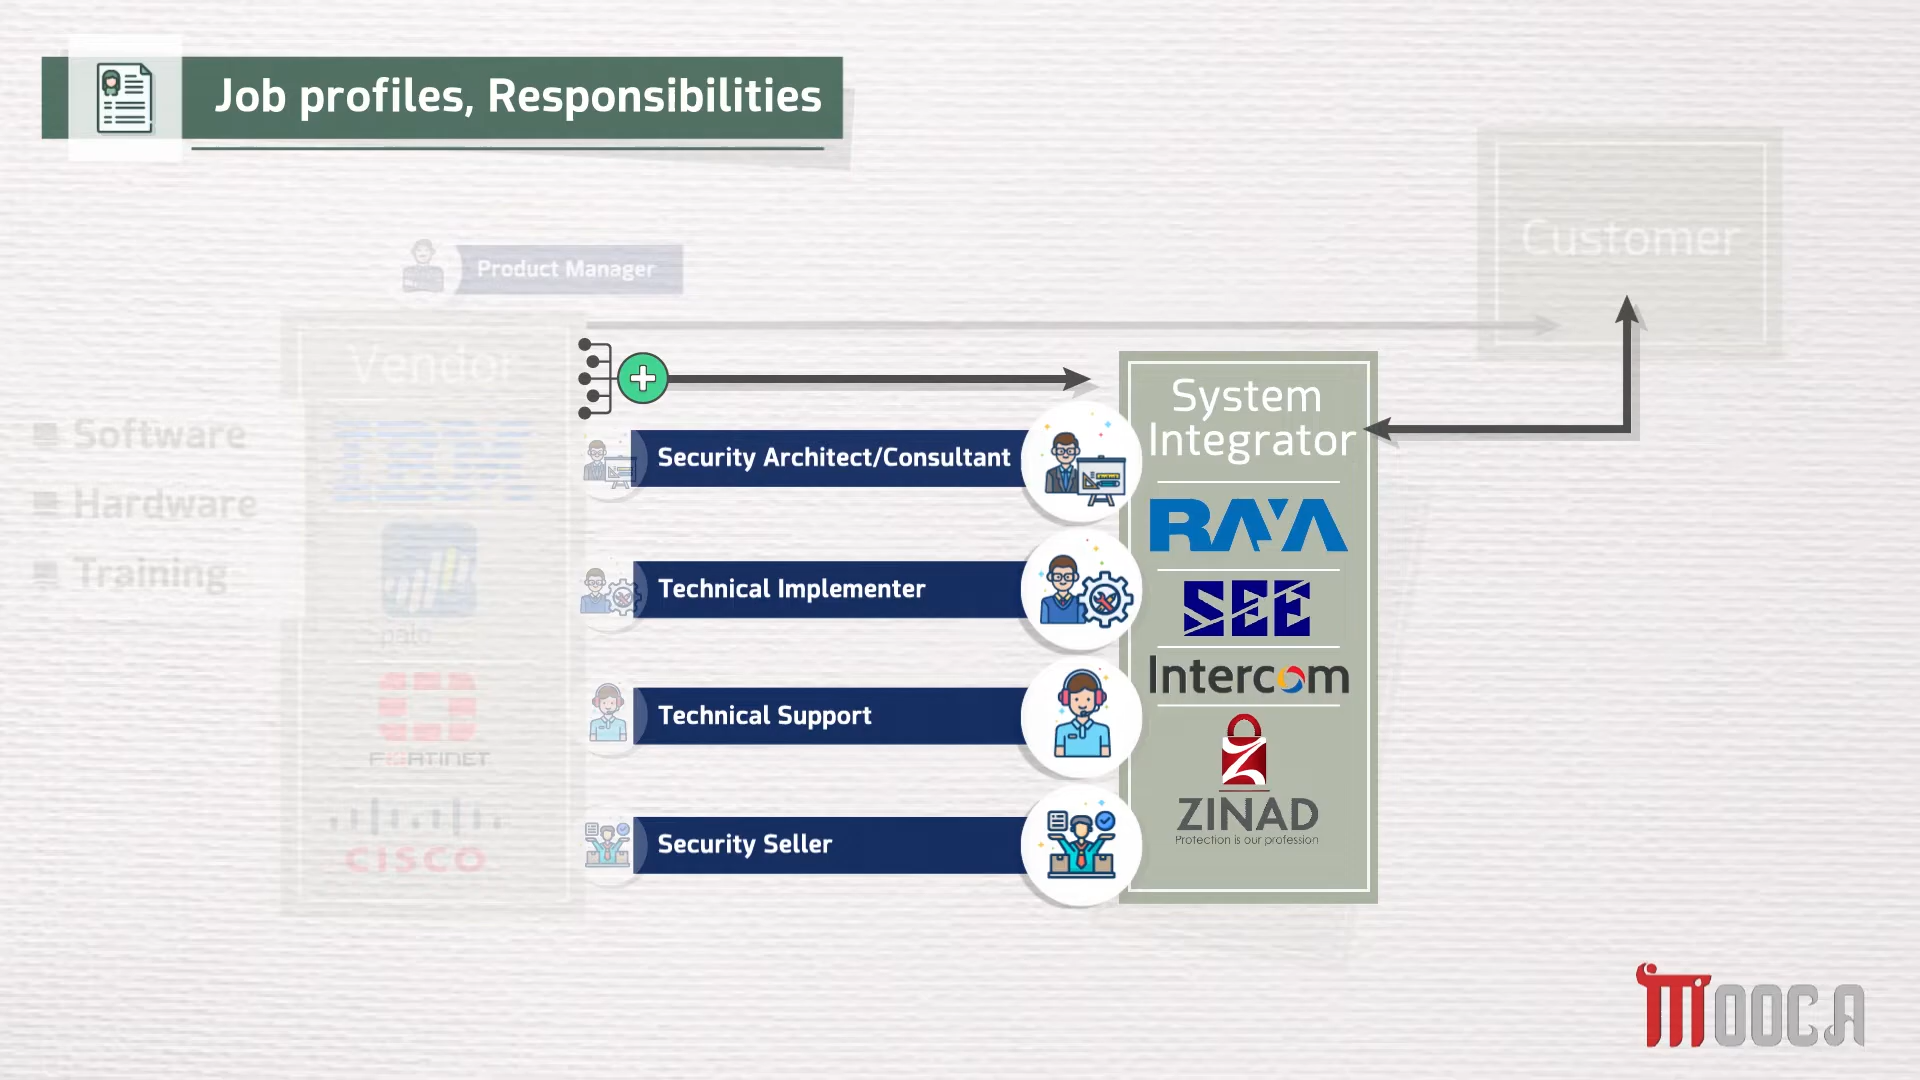 Job profiles, Responsibilities
Customer
Product Manager
Vendor
System
Integrator
Software
Hardware
Training
IBM
palo
FORTINET
CISCO
Security Architect/Consultant
Technical Implementer
Technical Support
Security Seller
RAYA
SEE
Intercom
ZINAD
Protection is our profession
MOOCA